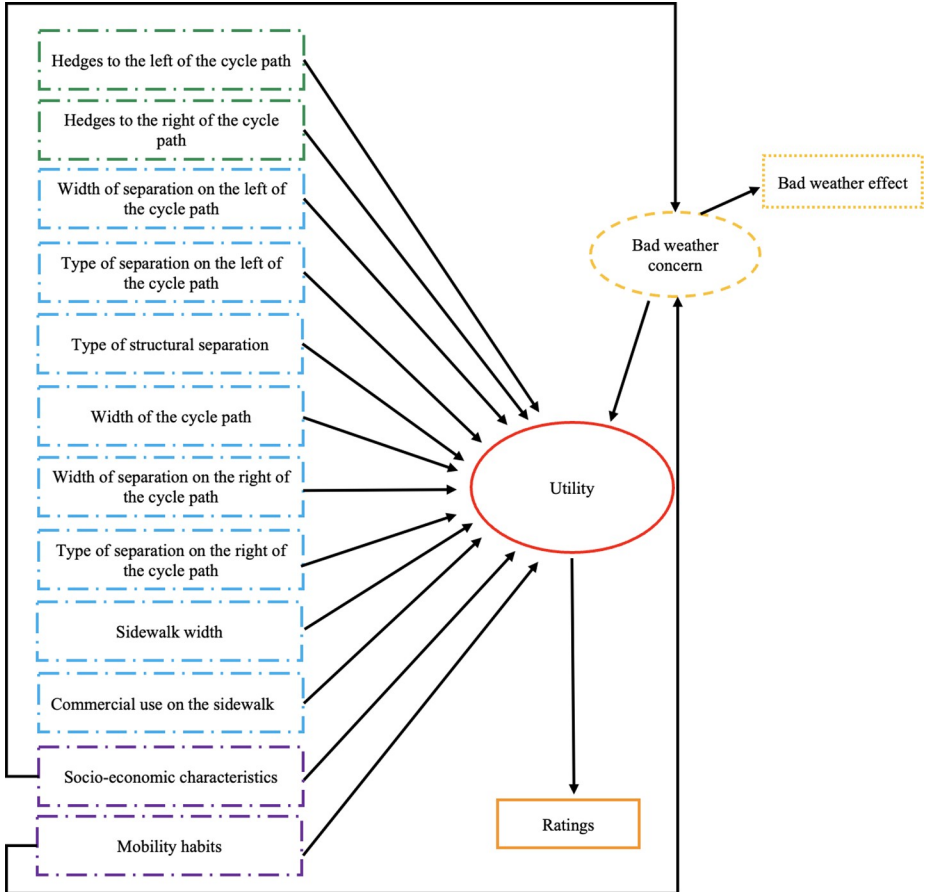 Hedges to the left of the cycle path
Hedges to the right of the cycle
path
Width of separation on the left of
the cycle path
Type of separation on the left of
the cycle path
Type of structural separation
Width of the cycle path
Width of separation on the right of
the cycle path
Type of separation on the right of
the cycle path
Sidewalk width
Commercial use on the sidewalk
Socio-economic characteristics
Mobility habits
Bad weather effect
Bad weather
concern
Utility
Ratings